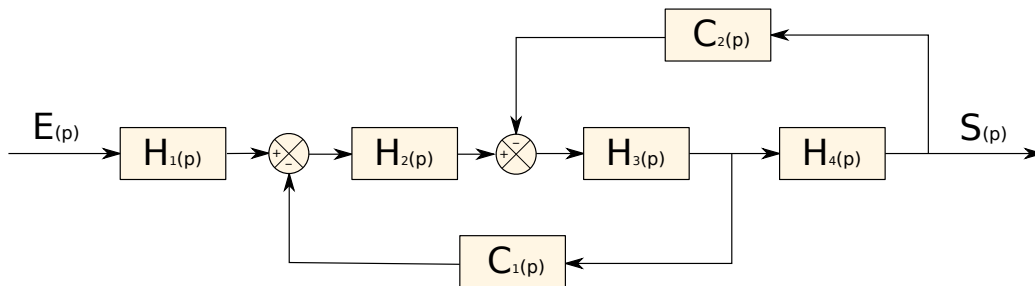 C₂(p)
E(p)
S(p)
H₁(p)
+
−
H₂(p)
+
−
H₃(p)
H₄(p)
C₁(p)